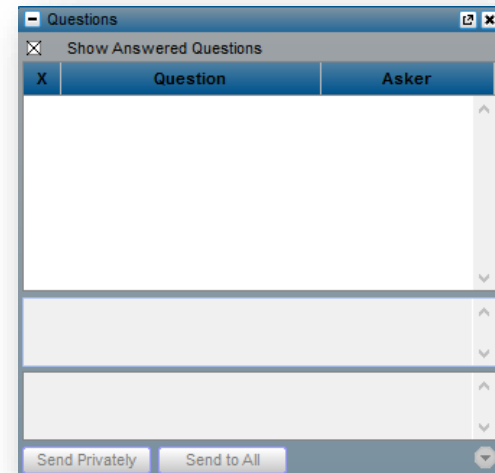 Questions
Show Answered Questions
X Question Asker
Send Privately Send to All